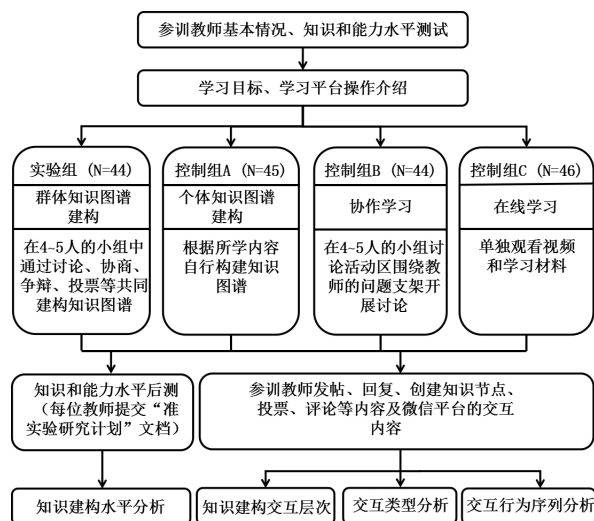 参训教师基本情况、知识和能力水平测试
学习目标、学习平台操作介绍
实验组 (N=44)
群体知识图谱
建构
在4~5人的小组中
通过讨论、协商、
争辩、投票等共同
建构知识图谱
控制组A (N=45)
个体知识图谱
建构
根据所学内容
自行构建知识
图谱
控制组B (N=44)
协作学习
在4~5人的小组讨
论活动区围绕教
师的问题支架开
展讨论
控制组C (N=46)
在线学习
单独观看视频
和学习材料
知识和能力水平后测
(每位教师提交“准
实验研究计划”文档)
参训教师发帖、回复、创建知识节点、
投票、评论等内容及微信平台的交互
内容
知识建构水平分析
知识建构交互层次
交互类型分析
交互行为序列分析